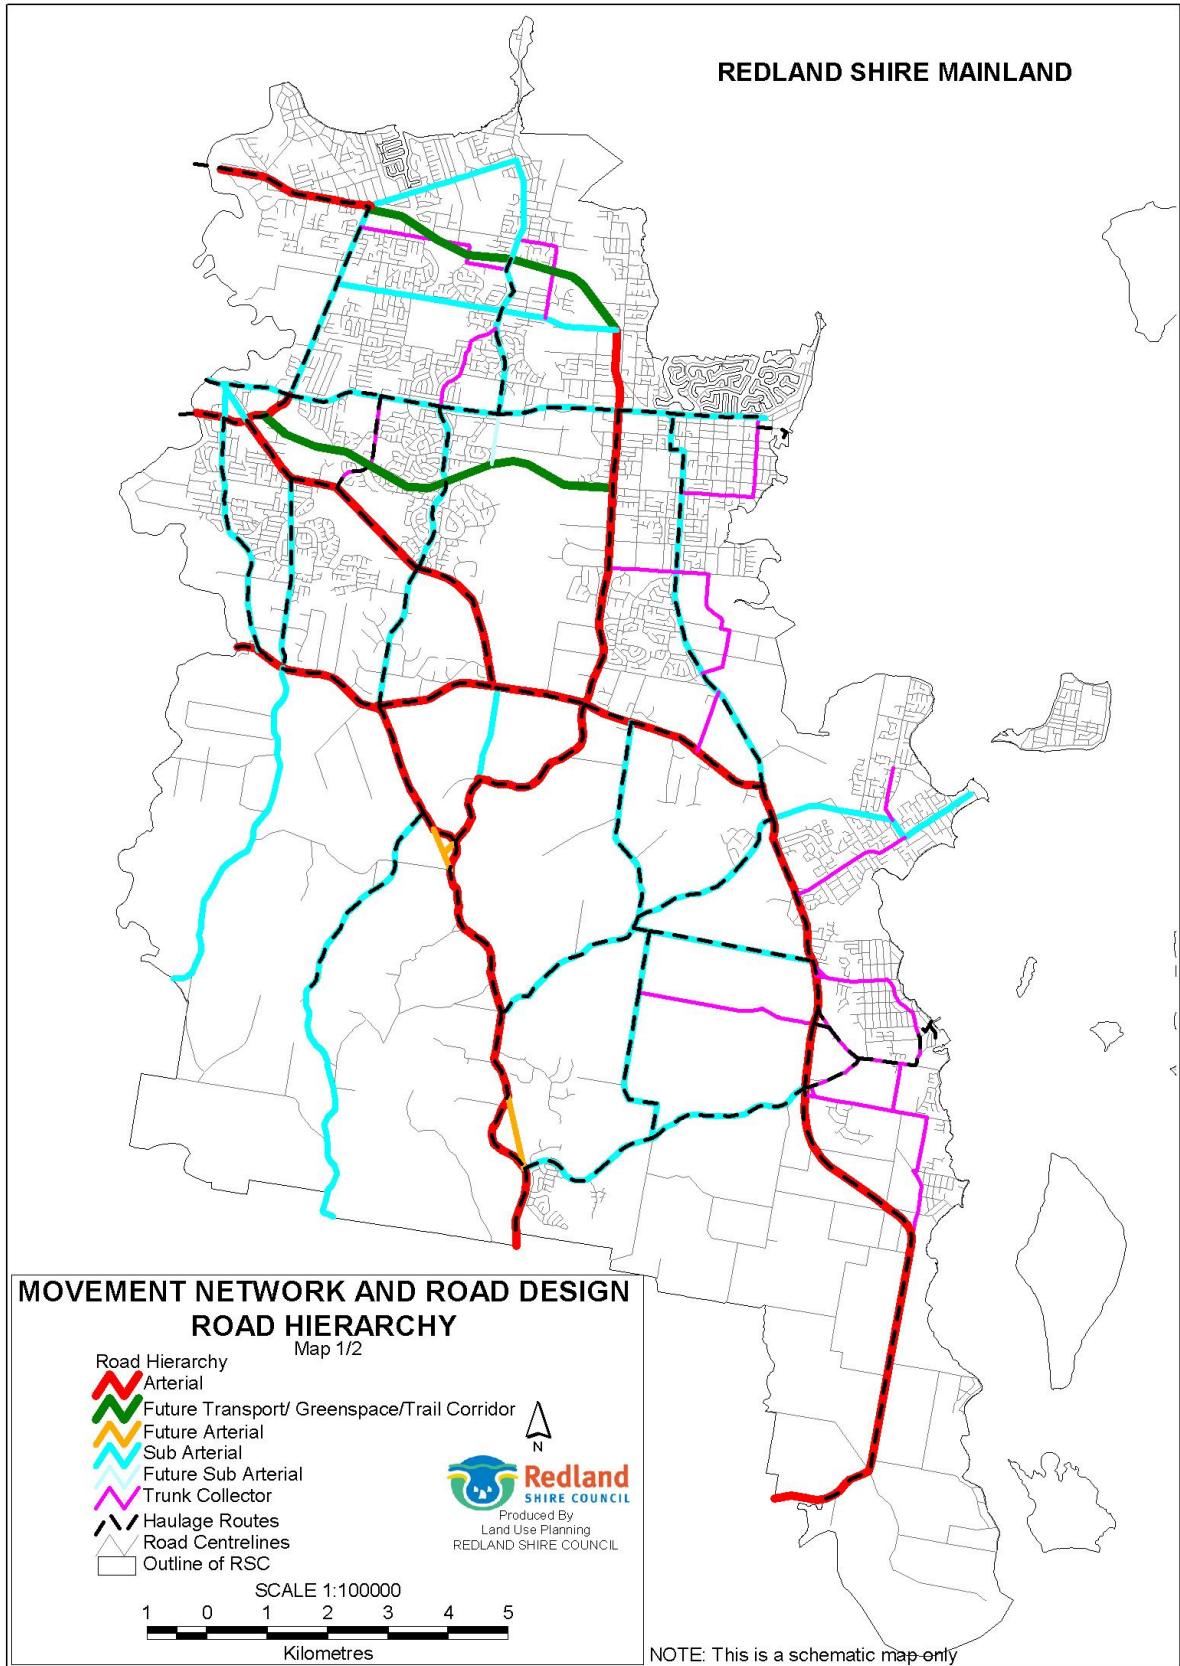 REDLAND SHIRE MAINLAND
MOVEMENT NETWORK AND ROAD DESIGN
ROAD HIERARCHY
Map 1/2
Road Hierarchy
Arterial
Future Transport/ Greenspace/Trail Corridor
Future Arterial
Sub Arterial
Future Sub Arterial
Trunk Collector
Haulage Routes
Road Centrelines
Outline of RSC
N
Redland
SHIRE COUNCIL
Produced By
Land Use Planning
REDLAND SHIRE COUNCIL
SCALE 1:100000
1 0 1 2 3 4 5
Kilometres
NOTE: This is a schematic map only